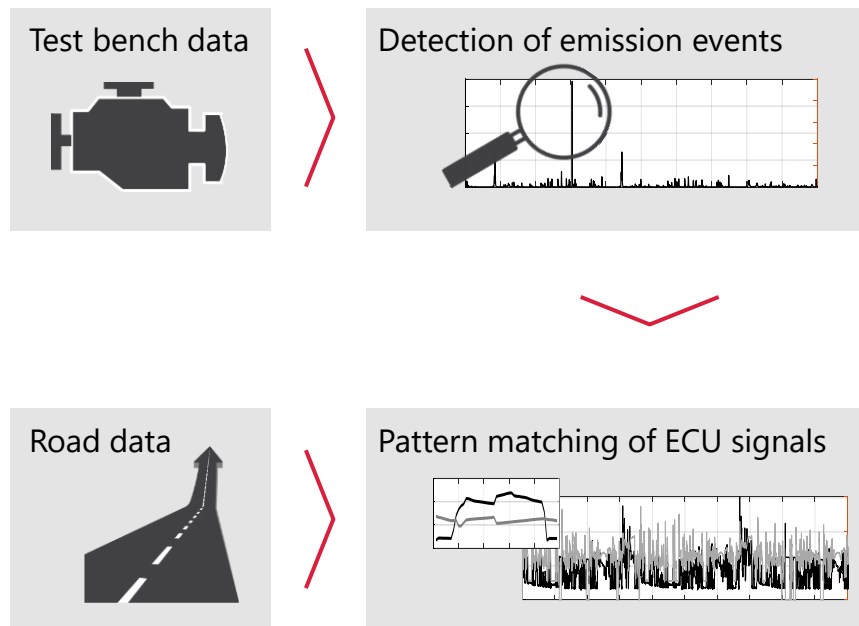 Test bench data
Detection of emission events
Road data
Pattern matching of ECU signals